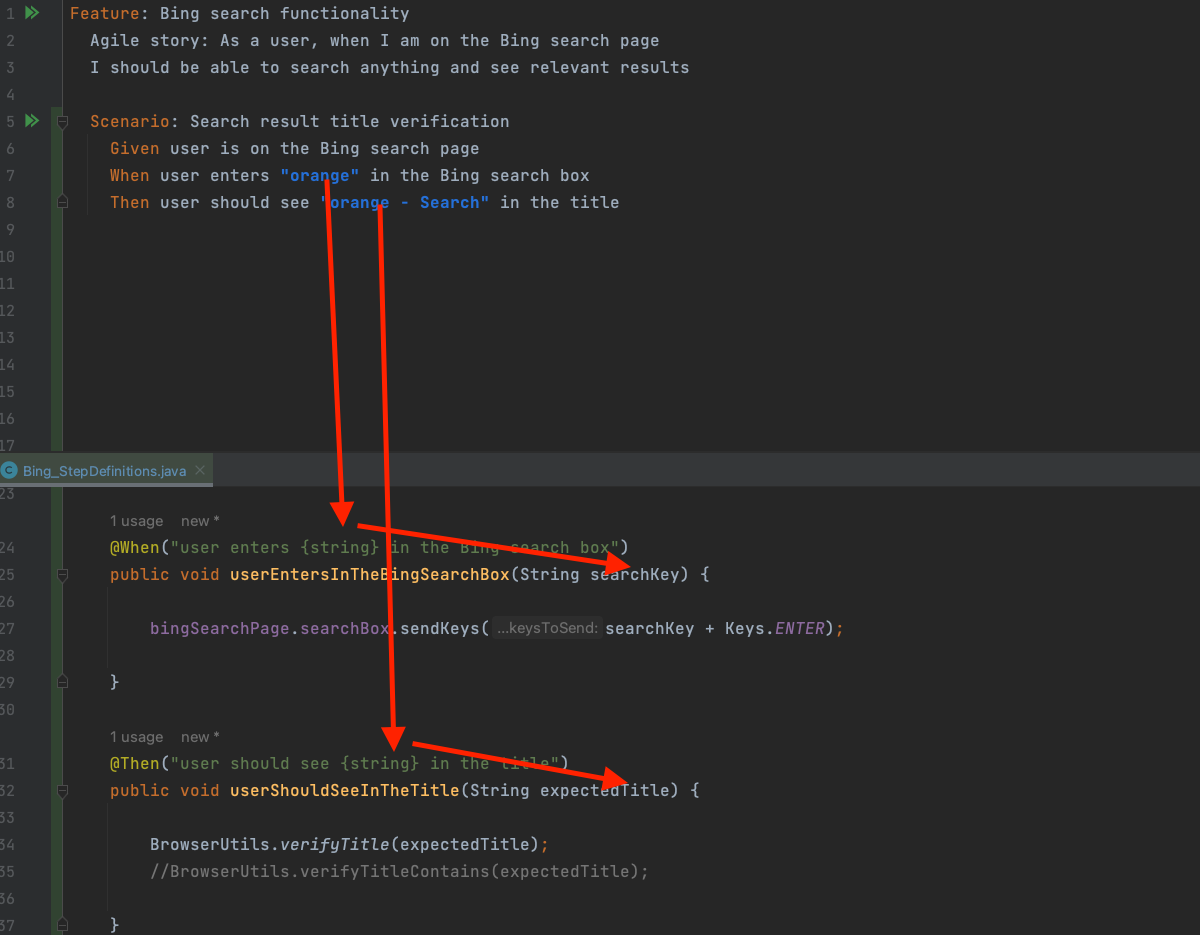 1 Feature: Bing search functionality
2 Agile story: As a user, when I am on the Bing search page
3 I should be able to search anything and see relevant results
4
5 Scenario: Search result title verification
6 Given user is on the Bing search page
7 When user enters "orange" in the Bing search box
8 Then user should see "orange - Search" in the title
9
10
11
12
13
14
15
16
17
C Bing_StepDefinitions.java ×
23
1 usage new *
24 @When("user enters {string} in the Bing search box")
25 public void userEntersInTheBingSearchBox(String searchKey) {
26
27 bingSearchPage.searchBox.sendKeys( ...keysToSend: searchKey + Keys.ENTER);
28
29 }
30
1 usage new *
31 @Then("user should see {string} in the title")
32 public void userShouldSeeInTheTitle(String expectedTitle) {
33
34 BrowserUtils.verifyTitle(expectedTitle);
35 //BrowserUtils.verifyTitleContains(expectedTitle);
36
37 }